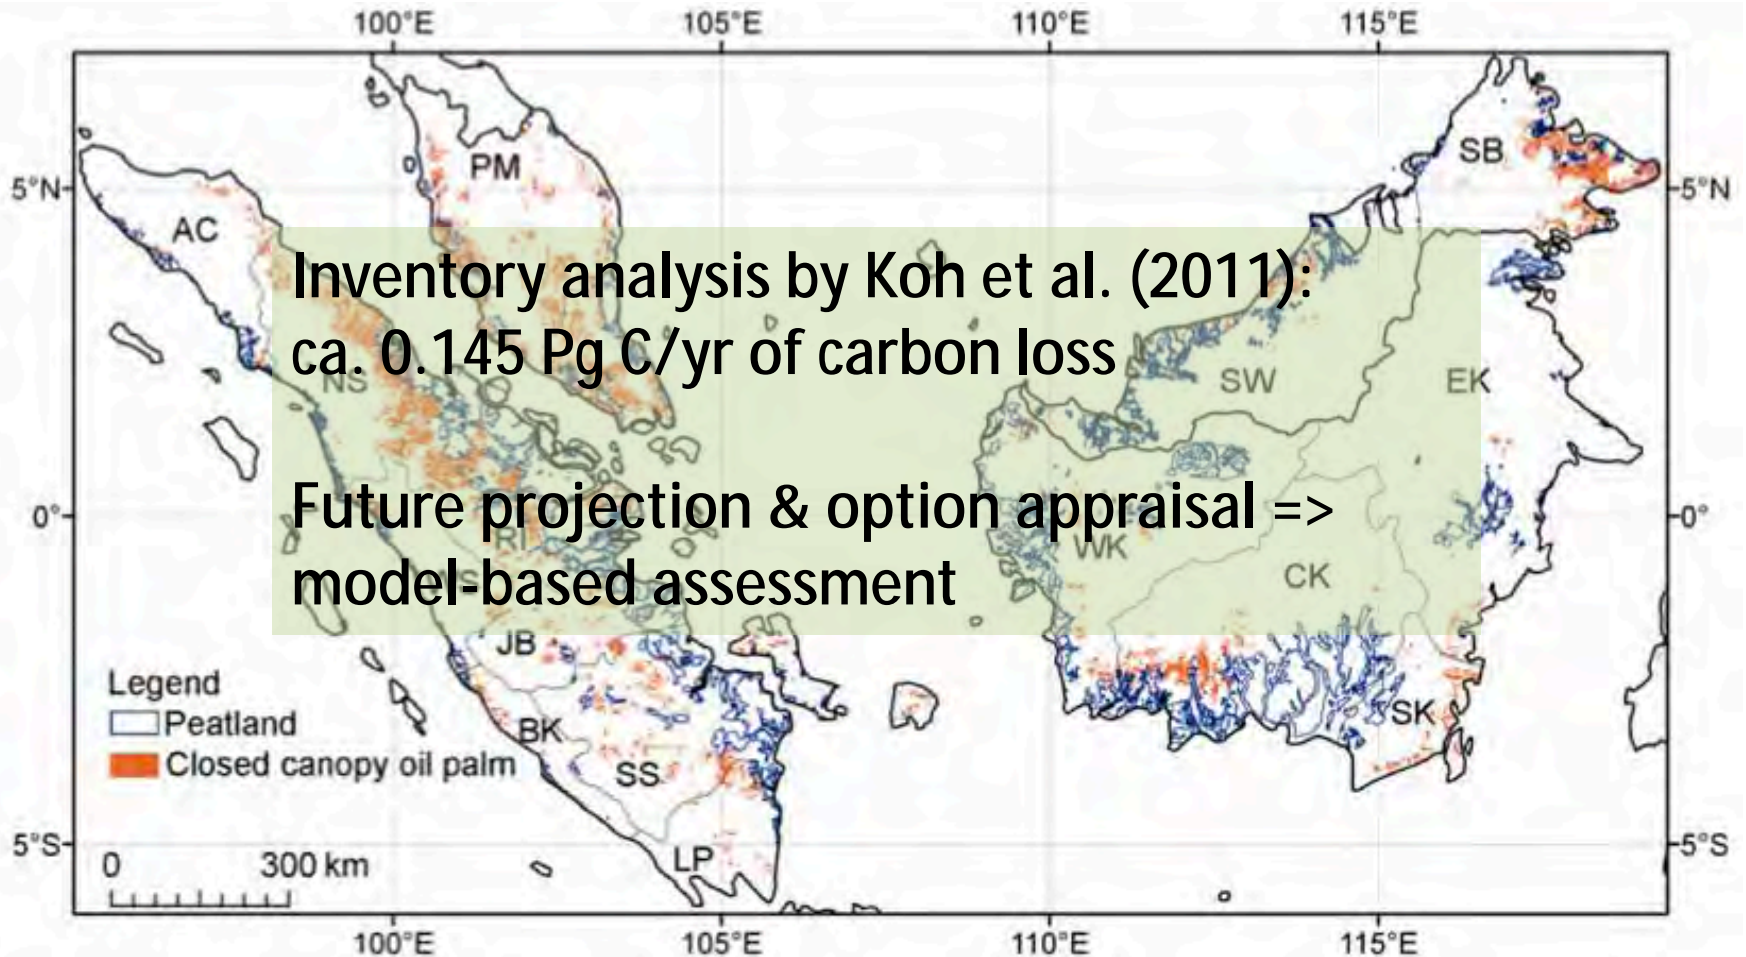 100°E 105°E 110°E 115°E
PM
SB
5°N 5°N
AC
Inventory analysis by Koh et al. (2011):
ca. 0.145 Pg C/yr of carbon loss
NS SW EK
Future projection & option appraisal =>
0° 0°
RI WK
model-based assessment
CK
JB
Legend
Peatland
BK SK
Closed canopy oil palm
SS
5°S 5°S
0 300 km
LP
100°E 105°E 110°E 115°E